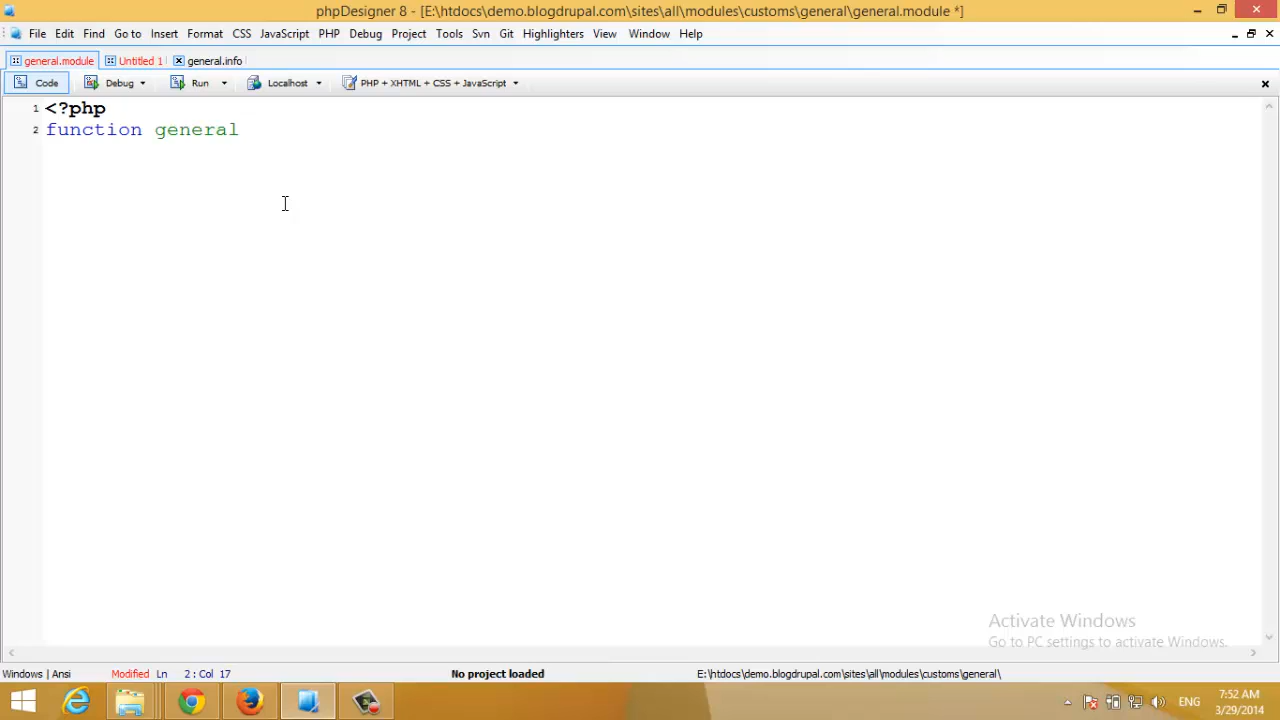 phpDesigner 8 - [E:\htdocs\demo.blogdrupal.com\sites\all\modules\customs\general\general.module *]
File Edit Find Go to Insert Format CSS JavaScript PHP Debug Project Tools Svn Git Highlighters View Window Help
general.module Untitled 1 general.info
Code Debug Run Localhost PHP + XHTML + CSS + JavaScript
1 <?php
2 function general
Activate Windows
Go to PC settings to activate Windows.
Windows | Ansi Modified Ln 2 : Col 17 No project loaded E:\htdocs\demo.blogdrupal.com\sites\all\modules\customs\general\
ENG 7:52 AM
3/29/2014